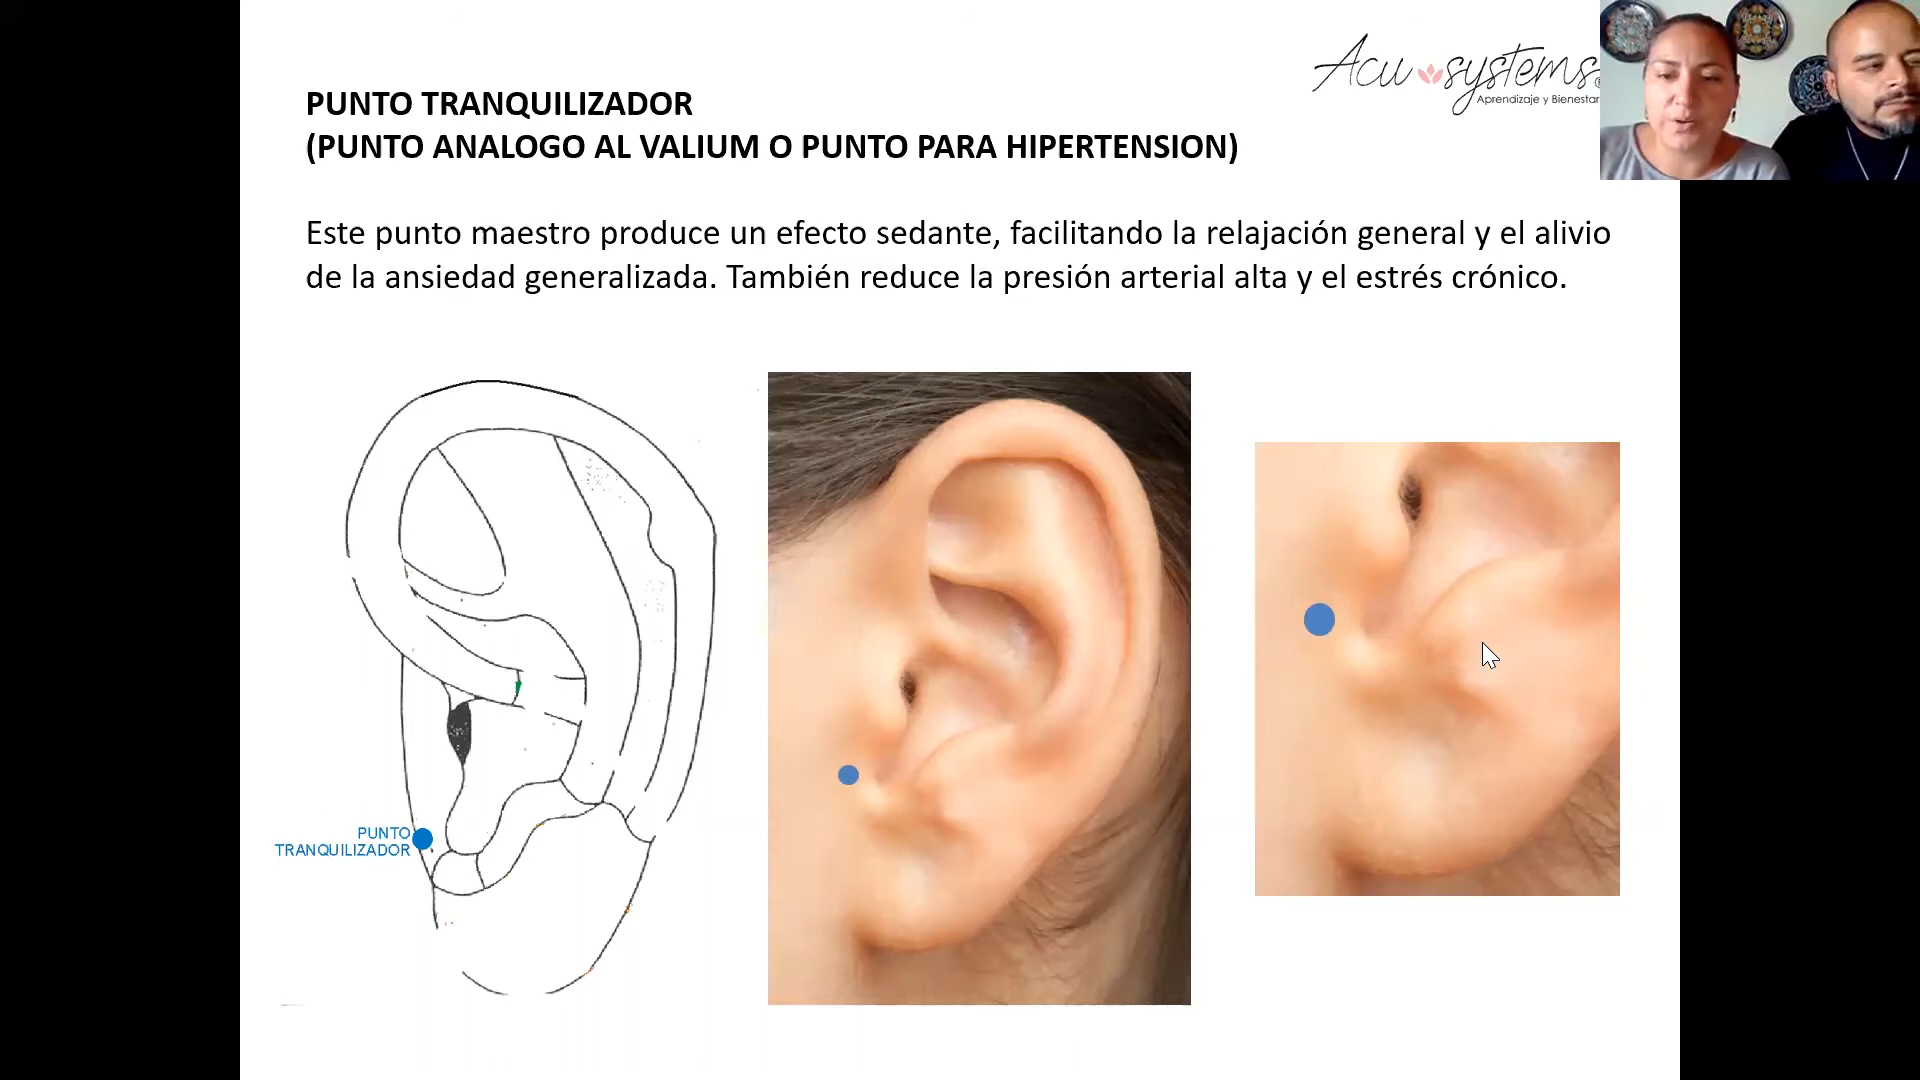 Acu systems
Aprendizaje y Bienestar
PUNTO TRANQUILIZADOR
(PUNTO ANALOGO AL VALIUM O PUNTO PARA HIPERTENSION)
Este punto maestro produce un efecto sedante, facilitando la relajación general y el alivio
de la ansiedad generalizada. También reduce la presión arterial alta y el estrés crónico.
PUNTO
TRANQUILIZADOR